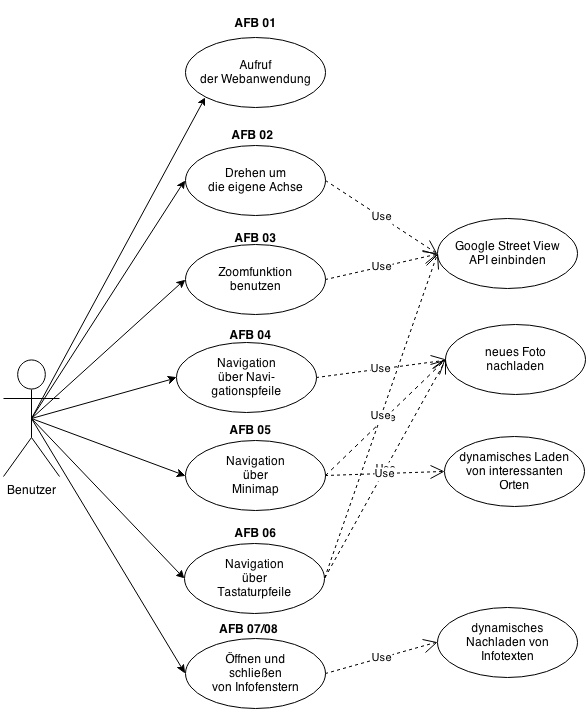 AFB 01
Aufruf
der Webanwendung
AFB 02
Drehen um
die eigene Achse
Use
AFB 03
Google Street View
API einbinden
Zoomfunktion
benutzen
Use
AFB 04
neues Foto
nachladen
Navigation
über Navi-
gationspfeile
Use
Use
AFB 05
Navigation
über
Minimap
Use
dynamisches Laden
von interessanten
Orten
Benutzer
AFB 06
Navigation
über
Tastaturpfeile
AFB 07/08
Öffnen und
schließen
von Infofenstern
Use
dynamisches
Nachladen von
Infotexten